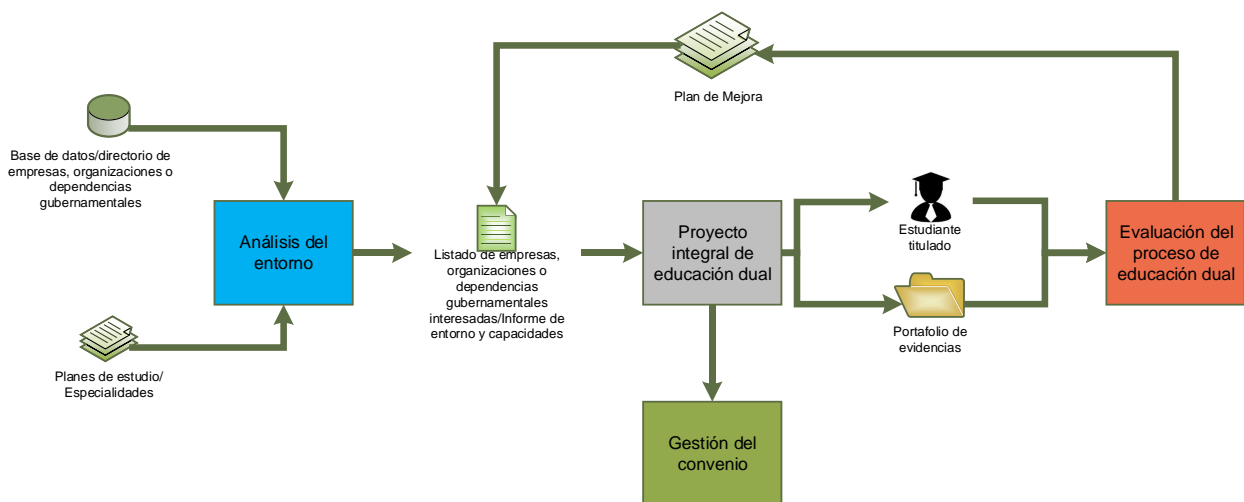 Plan de Mejora
Base de datos/directorio de
empresas, organizaciones o
dependencias
gubernamentales
Análisis del
entorno
Planes de estudio/
Especialidades
Listado de empresas,
organizaciones o
dependencias
gubernamentales
interesadas/Informe de
entorno y capacidades
Proyecto
integral de
educación dual
Gestión del
convenio
Estudiante
titulado
Portafolio de
evidencias
Evaluación del
proceso de
educación dual